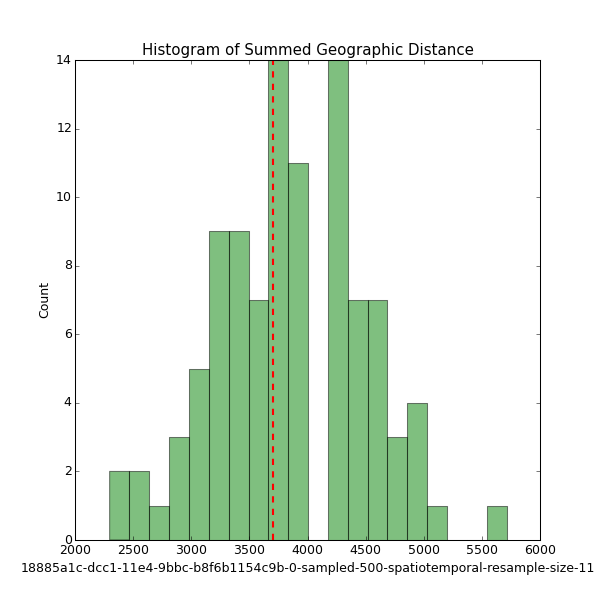 Histogram of Summed Geographic Distance
14
12
10
8
6
4
2
0
Count
2000 2500 3000 3500 4000 4500 5000 5500 6000
18885a1c-dcc1-11e4-9bbc-b8f6b1154c9b-0-sampled-500-spatiotemporal-resample-size-11